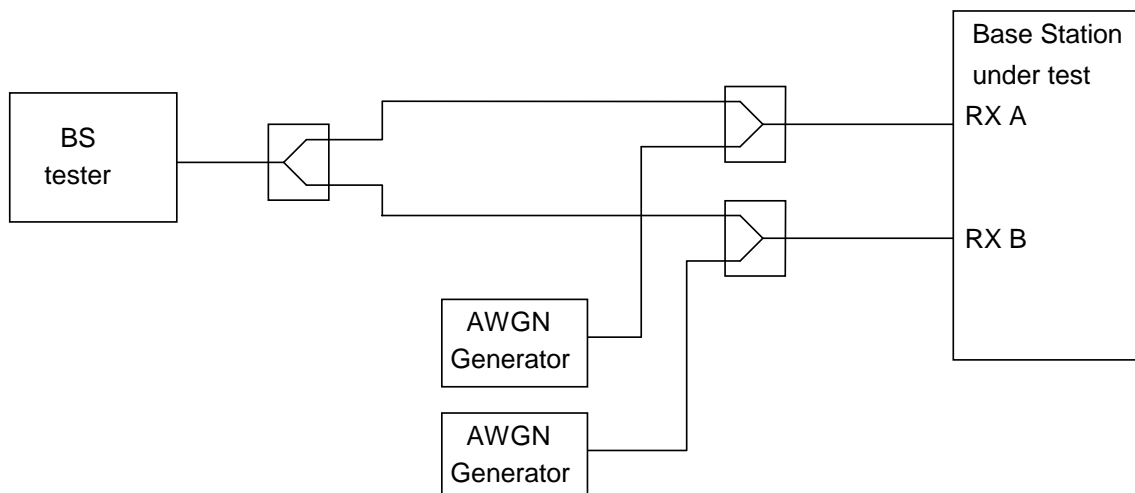 BS
tester
AWGN
Generator
AWGN
Generator
Base Station
under test
RX A
RX B